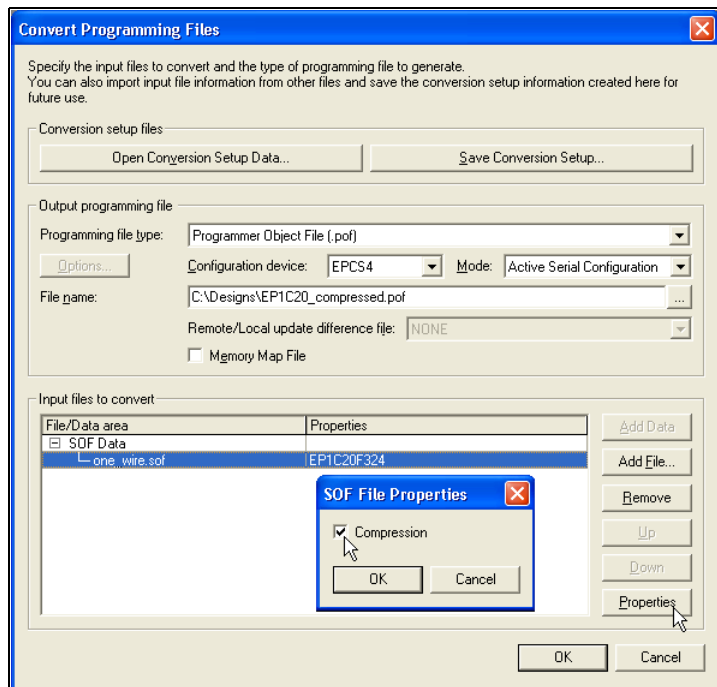 Convert Programming Files
Specify the input files to convert and the type of programming file to generate.
You can also import input file information from other files and save the conversion setup information created here for
future use.
Conversion setup files
Open Conversion Setup Data...
Save Conversion Setup...
Output programming file
Programming file type:
Programmer Object File (.pof)
Options...
Configuration device:
EPCS4
Mode:
Active Serial Configuration
File name:
C:\Designs\EP1C20_compressed.pof
...
Remote/Local update difference file:
NONE
Memory Map File
Input files to convert
File/Data area
Properties
SOF Data
one_wire.sof
EP1C20F324
Add Data
Add File...
Remove
Up
Down
Properties
SOF File Properties
Compression
OK
Cancel
OK
Cancel